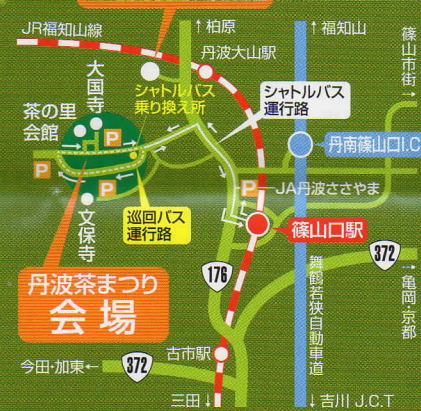 ↑柏原
↑福知山
JR福知山線
篠山市街
→
丹波大山駅
大国寺
シャトルバス
乗り換え所
シャトルバス
運行路
茶の里
会館
P
P
P
丹南篠山口I.C
P
JA丹波ささやま
文保寺
巡回バス
運行路
篠山口駅
372
→
亀岡・京都
176
丹波茶まつり
会場
舞鶴若狭自動車道
古市駅
今田・加東←
372
三田↓
↓吉川J.C.T